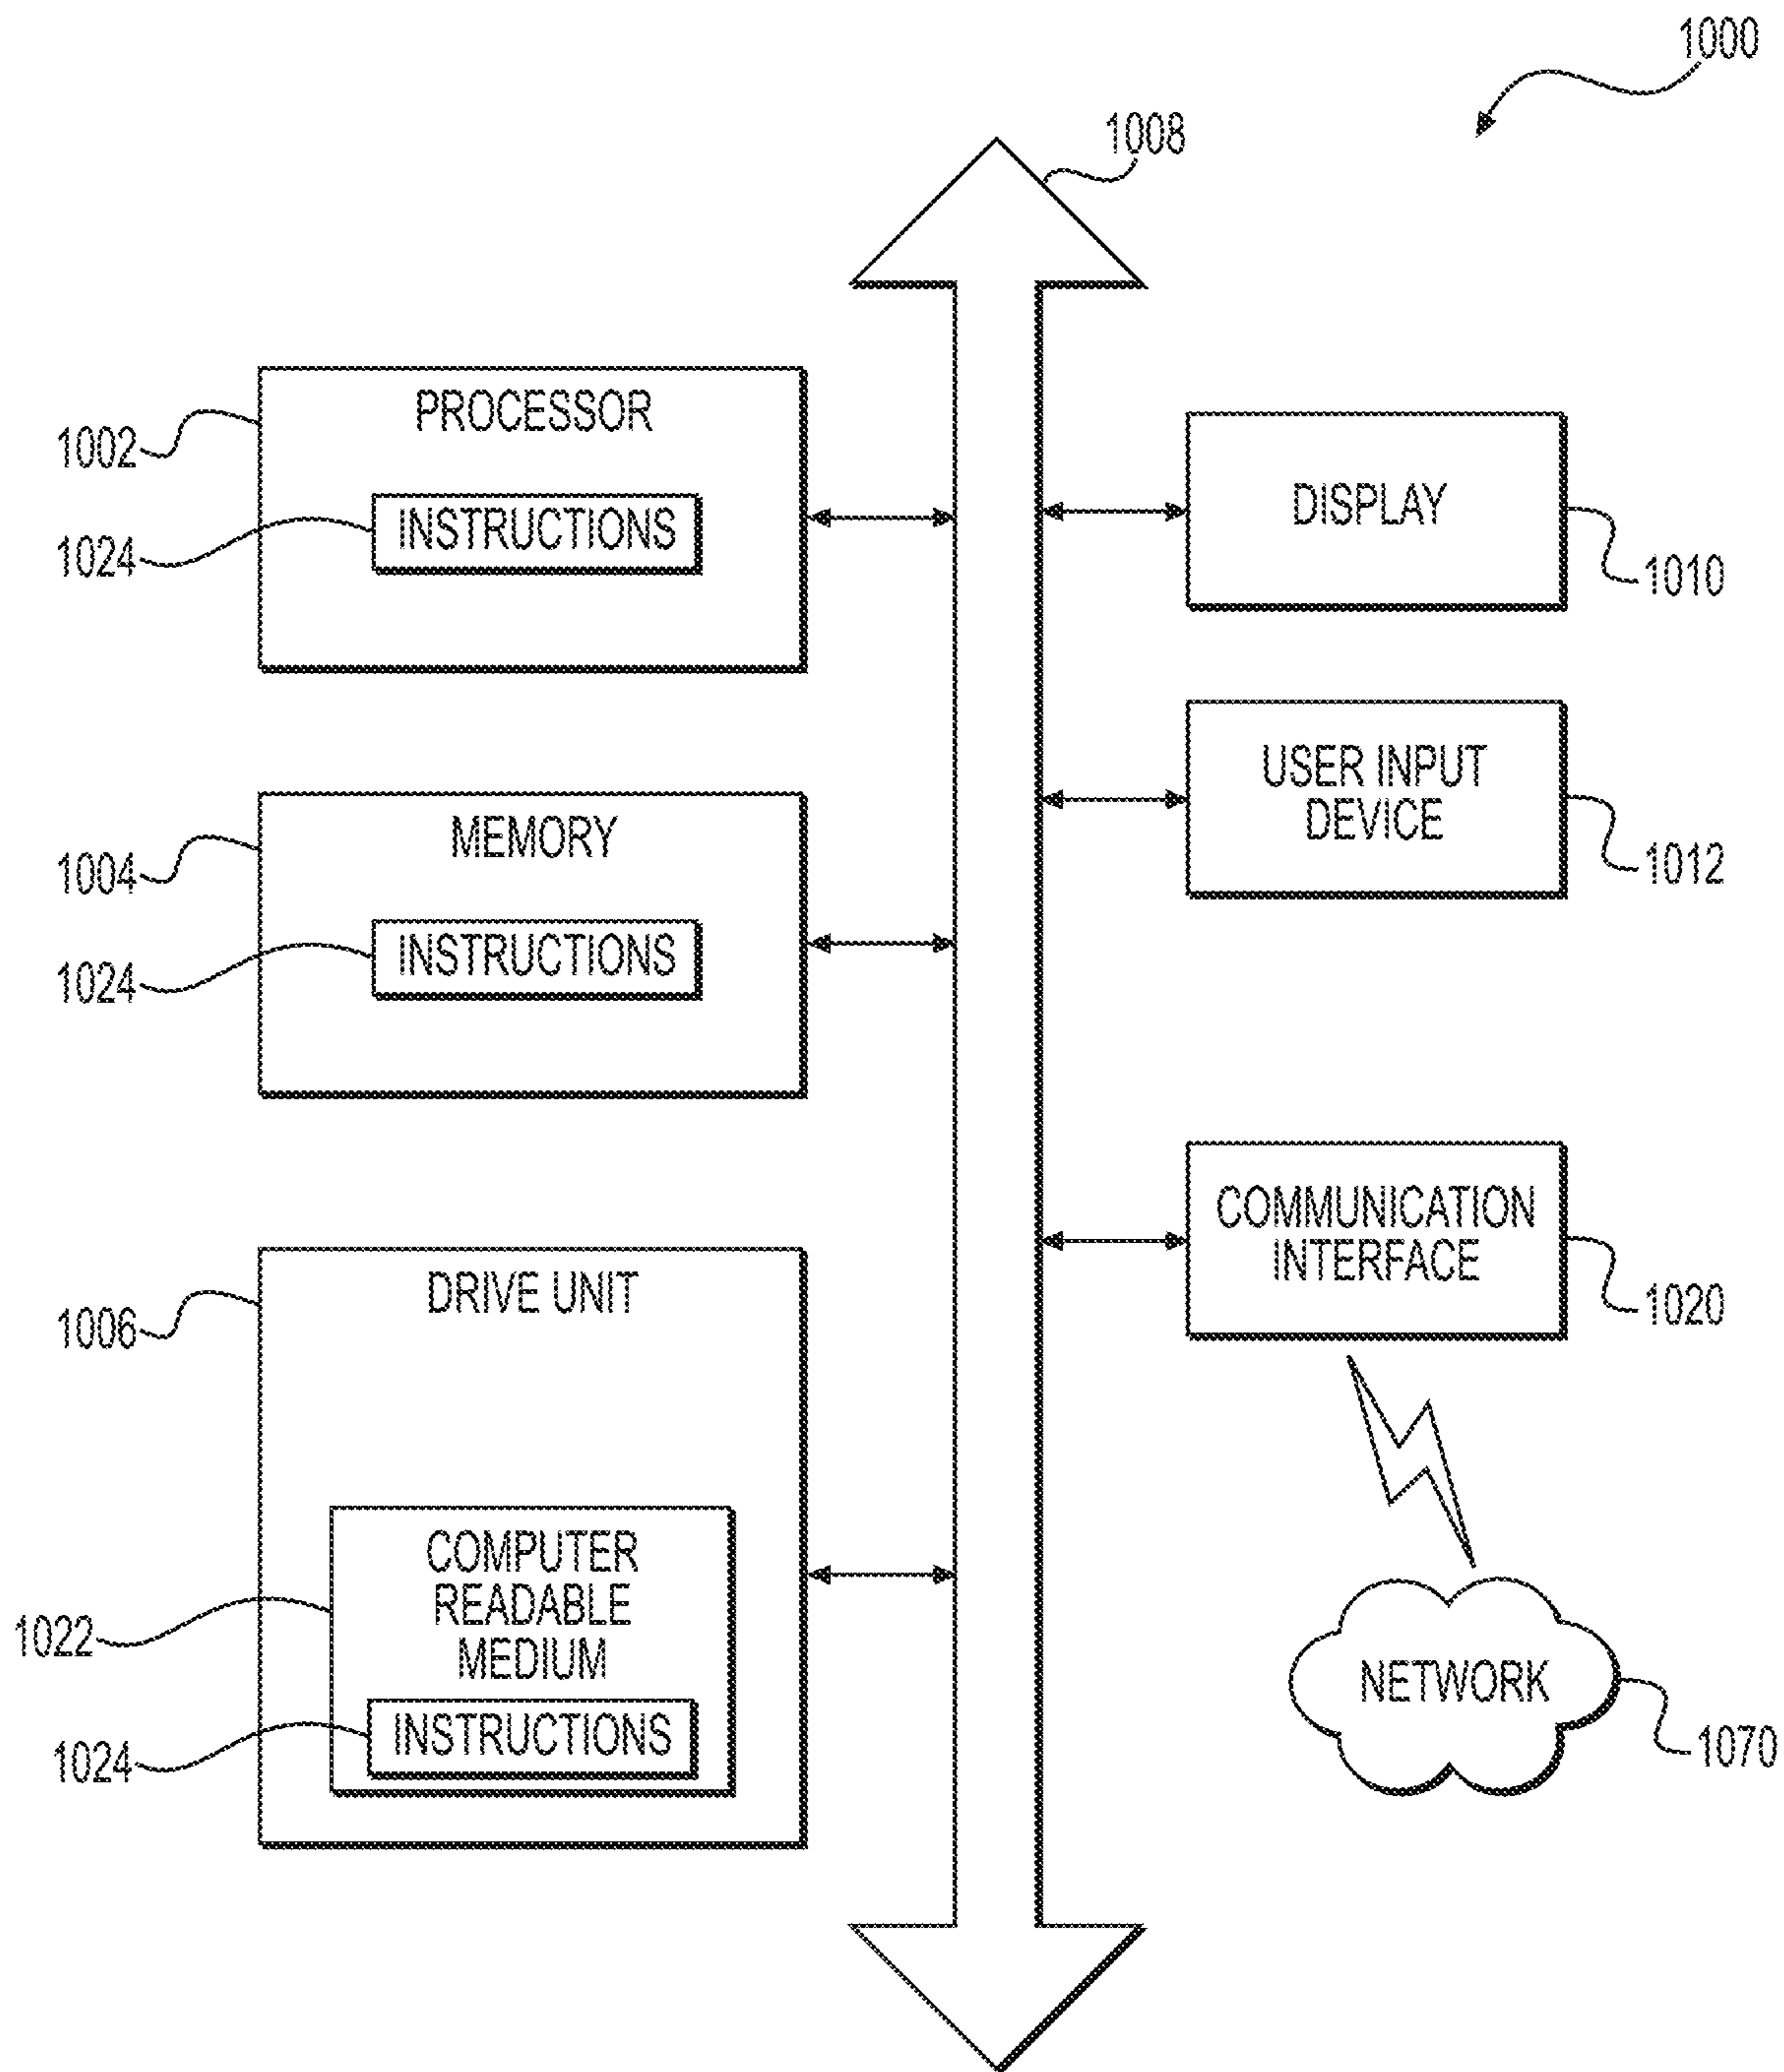 1000
1008
PROCESSOR
1002
INSTRUCTIONS
1024
DISPLAY
1010
USER INPUT
DEVICE
1012
MEMORY
1004
INSTRUCTIONS
1024
COMMUNICATION
INTERFACE
1020
DRIVE UNIT
1006
COMPUTER
READABLE
MEDIUM
1022
INSTRUCTIONS
1024
NETWORK
1070